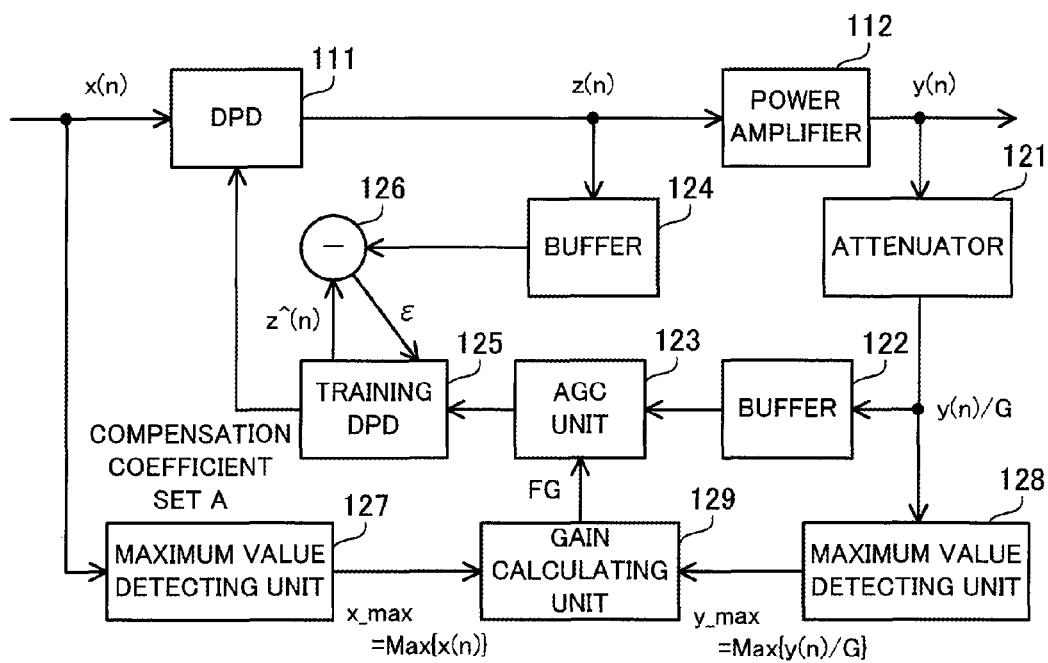 111
112
x(n)
z(n)
y(n)
DPD
POWER
AMPLIFIER
121
126
124
−
BUFFER
ATTENUATOR
z^(n)
ε
125
123
122
TRAINING
DPD
AGC
UNIT
BUFFER
y(n)/G
COMPENSATION
COEFFICIENT
SET A
FG
127
129
128
MAXIMUM VALUE
DETECTING UNIT
GAIN
CALCULATING
UNIT
MAXIMUM VALUE
DETECTING UNIT
x_max
=Max{x(n)}
y_max
=Max{y(n)/G}